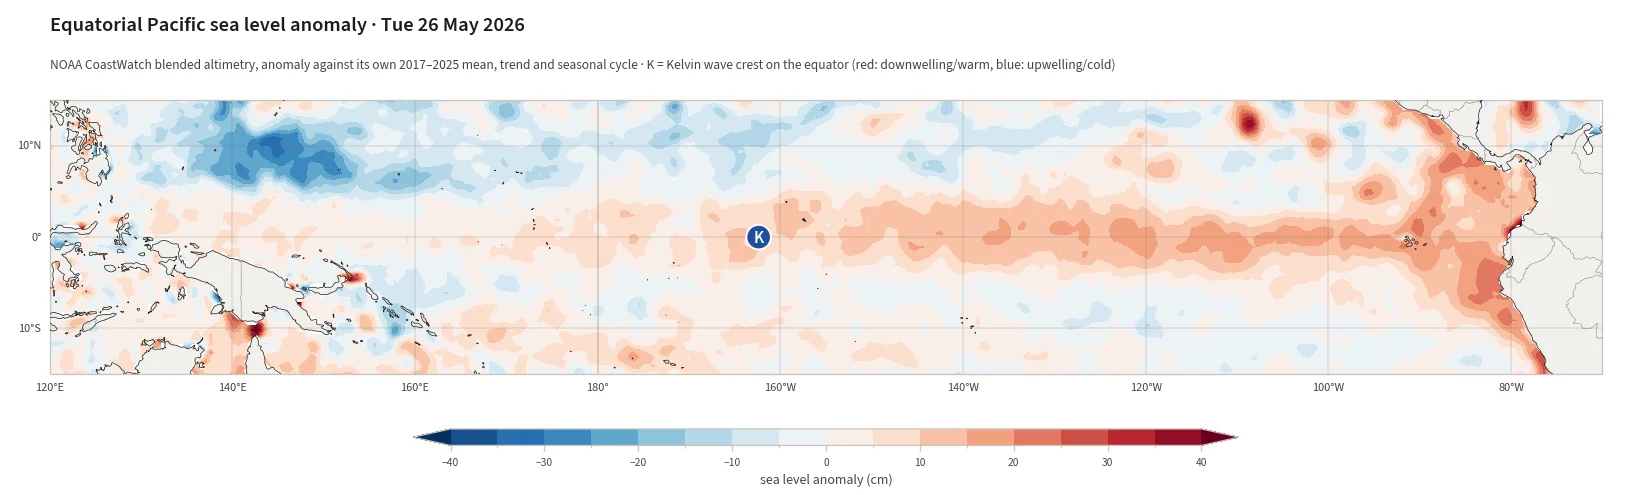 Equatorial Pacific sea level anomaly · Tue 26 May 2026
NOAA CoastWatch blended altimetry, anomaly against its own 2017–2025 mean, trend and seasonal cycle · K = Kelvin wave crest on the equator (red: downwelling/warm, blue: upwelling/cold)
10°N
0°
K
10°S
120°E 140°E 160°E 180° 160°W 140°W 120°W 100°W 80°W
−40 −30 −20 −10 0 10 20 30 40
sea level anomaly (cm)